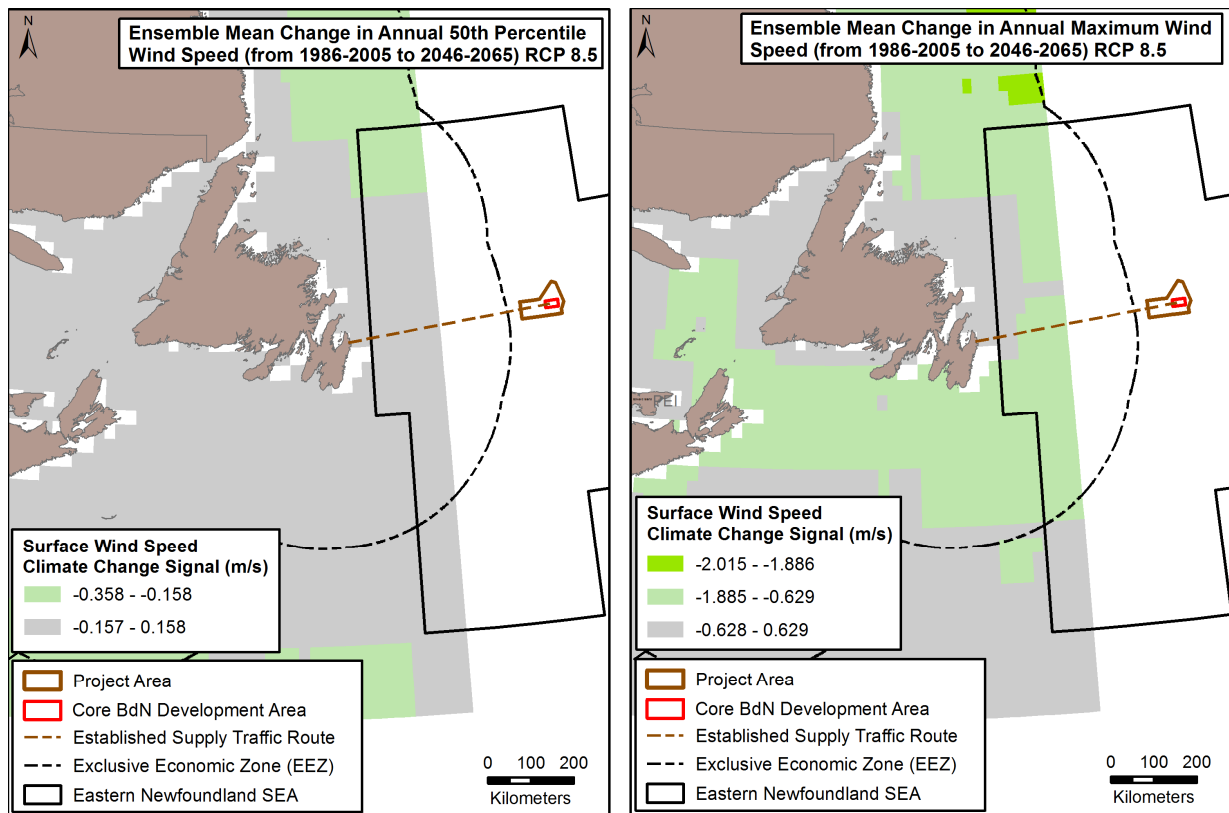 N
Ensemble Mean Change in Annual 50th Percentile
Wind Speed (from 1986-2005 to 2046-2065) RCP 8.5
Surface Wind Speed
Climate Change Signal (m/s)
-0.358 - -0.158
-0.157 - 0.158
Project Area
Core BdN Development Area
Established Supply Traffic Route
Exclusive Economic Zone (EEZ)
Eastern Newfoundland SEA
0 100 200
Kilometers
N
Ensemble Mean Change in Annual Maximum Wind
Speed (from 1986-2005 to 2046-2065) RCP 8.5
PEI
Surface Wind Speed
Climate Change Signal (m/s)
-2.015 - -1.886
-1.885 - -0.629
-0.628 - 0.629
Project Area
Core BdN Development Area
Established Supply Traffic Route
Exclusive Economic Zone (EEZ)
Eastern Newfoundland SEA
0 100 200
Kilometers